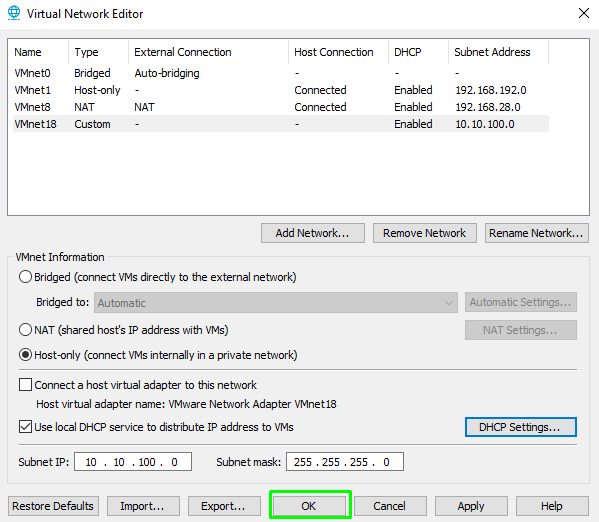 Virtual Network Editor
Name Type External Connection Host Connection DHCP Subnet Address
VMnet0 Bridged Auto-bridging - - -
VMnet1 Host-only - Connected Enabled 192.168.192.0
VMnet8 NAT NAT Connected Enabled 192.168.28.0
VMnet18 Custom - - Enabled 10.10.100.0
Add Network... Remove Network Rename Network...
VMnet Information
Bridged (connect VMs directly to the external network)
Bridged to: Automatic Automatic Settings...
NAT (shared host's IP address with VMs) NAT Settings...
Host-only (connect VMs internally in a private network)
Connect a host virtual adapter to this network
Host virtual adapter name: VMware Network Adapter VMnet18
Use local DHCP service to distribute IP address to VMs DHCP Settings...
Subnet IP: 10 . 10 . 100 . 0 Subnet mask: 255 . 255 . 255 . 0
Restore Defaults Import... Export... OK Cancel Apply Help